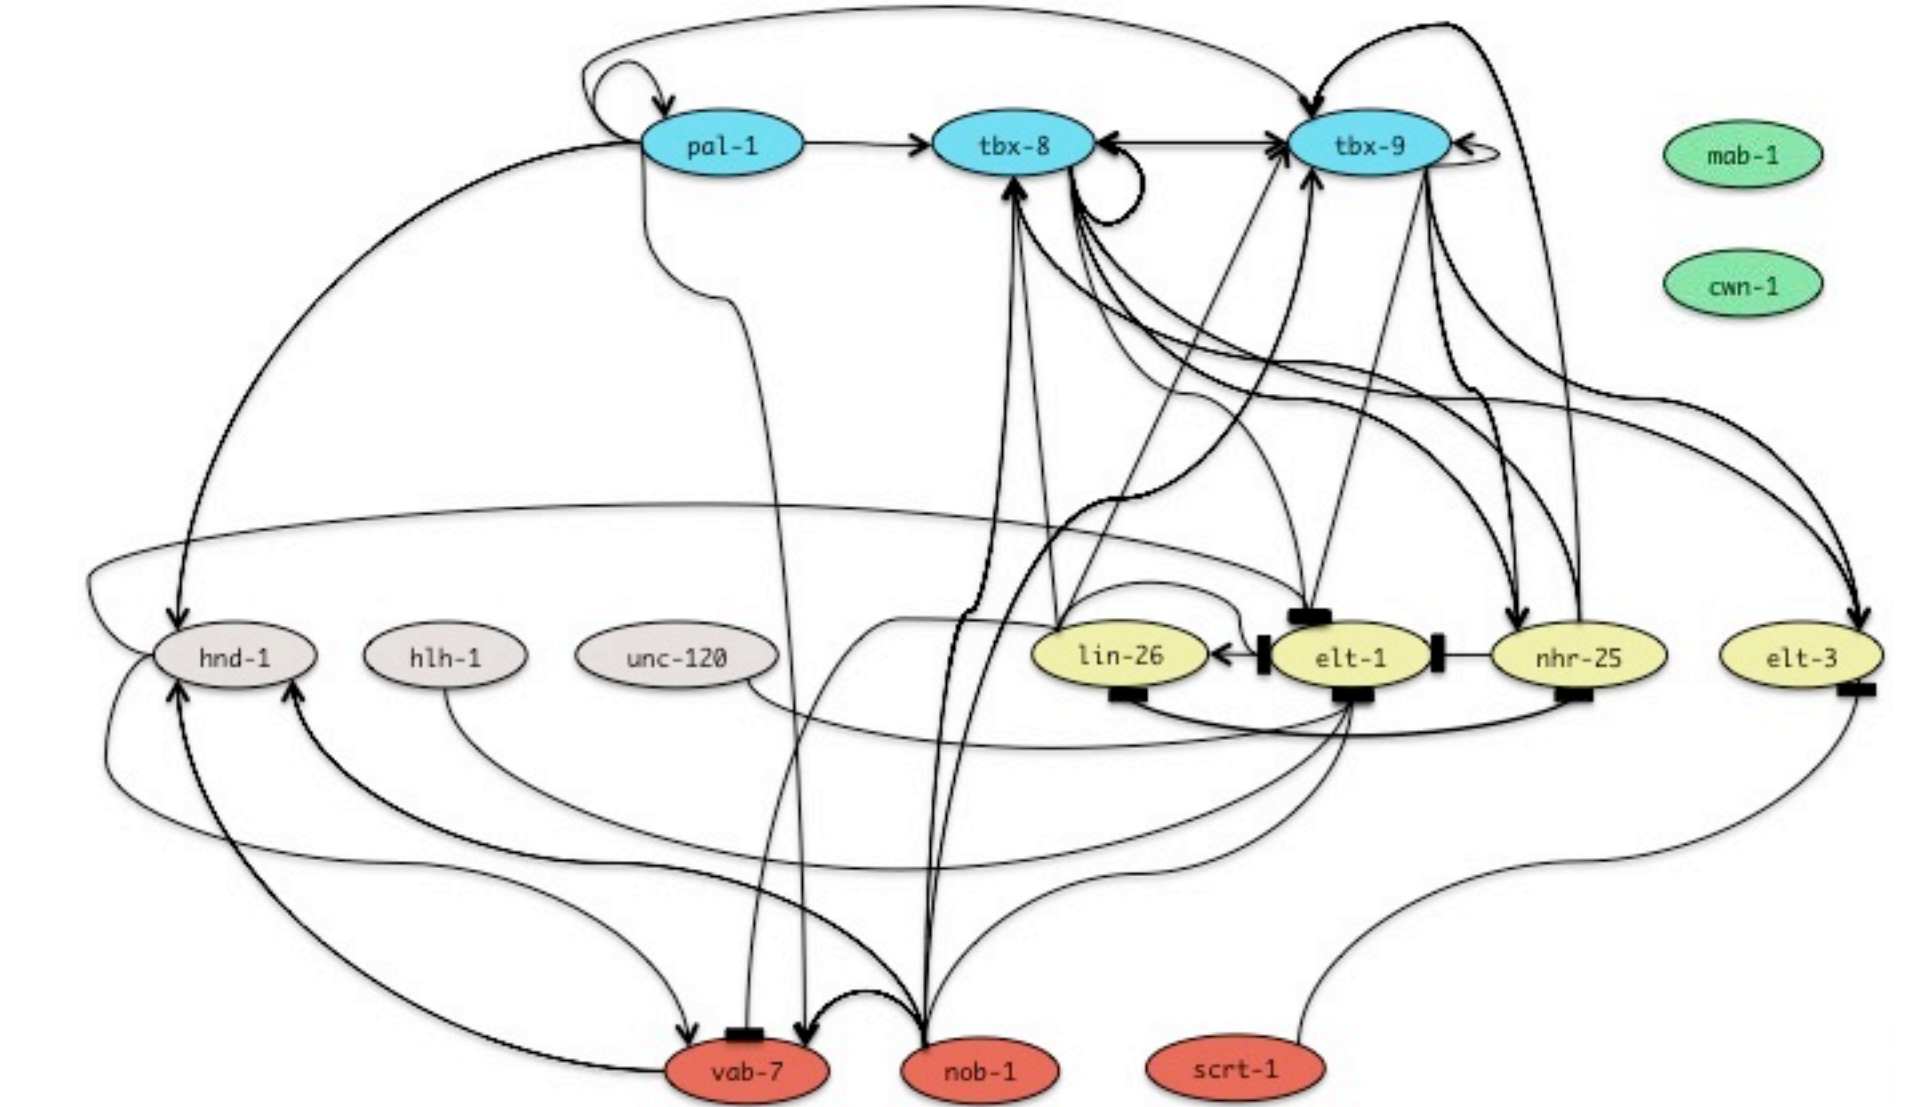 pal-1
tbx-8
tbx-9
mab-1
cwn-1
hnd-1
hlh-1
unc-120
lin-26
elt-1
nhr-25
elt-3
vab-7
nob-1
scrt-1